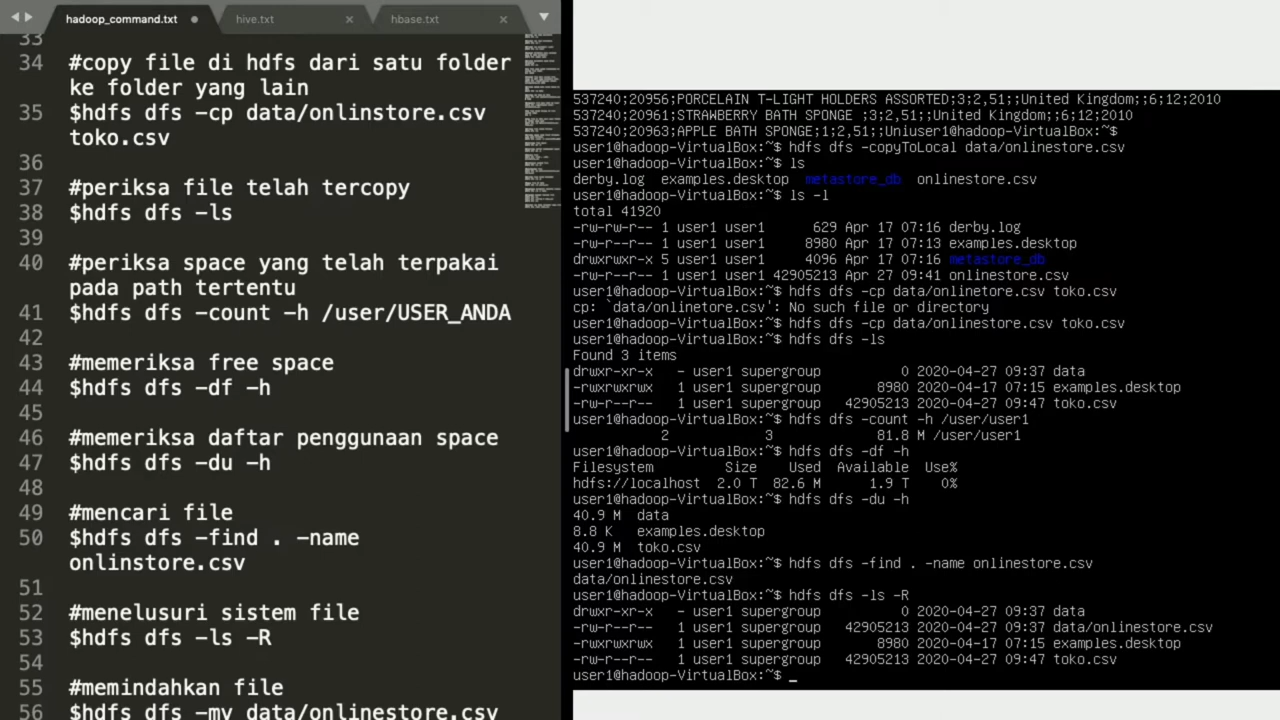 hadoop_command.txt
hive.txt
hbase.txt
33
34 #copy file di hdfs dari satu folder
ke folder yang lain
35 $hdfs dfs -cp data/onlinstore.csv
toko.csv
36
37 #periksa file telah tercopy
38 $hdfs dfs -ls
39
40 #periksa space yang telah terpakai
pada path tertentu
41 $hdfs dfs -count -h /user/USER_ANDA
42
43 #memeriksa free space
44 $hdfs dfs -df -h
45
46 #memeriksa daftar penggunaan space
47 $hdfs dfs -du -h
48
49 #mencari file
50 $hdfs dfs -find . -name
onlinstore.csv
51
52 #menelusuri sistem file
53 $hdfs dfs -ls -R
54
55 #memindahkan file
56 $hdfs dfs -mv data/onlinestore.csv
537240;20956;PORCELAIN T-LIGHT HOLDERS ASSORTED;3;2,51;;United Kingdom;;6;12;2010
537240;20961;STRAWBERRY BATH SPONGE ;3;2,51;;United Kingdom;;6;12;2010
537240;20963;APPLE BATH SPONGE;1;2,51;;Uniuser1@hadoop-VirtualBox:~$
user1@hadoop-VirtualBox:~$ hdfs dfs -copyToLocal data/onlinestore.csv
user1@hadoop-VirtualBox:~$ ls
derby.log examples.desktop metastore_db onlinestore.csv
user1@hadoop-VirtualBox:~$ ls -l
total 41920
-rw-rw-r-- 1 user1 user1 629 Apr 17 07:16 derby.log
-rw-r--r-- 1 user1 user1 8980 Apr 17 07:13 examples.desktop
drwxrwxr-x 5 user1 user1 4096 Apr 17 07:16 metastore_db
-rw-r--r-- 1 user1 user1 42905213 Apr 27 09:41 onlinestore.csv
user1@hadoop-VirtualBox:~$ hdfs dfs -cp data/onlinetore.csv toko.csv
cp: `data/onlinetore.csv': No such file or directory
user1@hadoop-VirtualBox:~$ hdfs dfs -cp data/onlinestore.csv toko.csv
user1@hadoop-VirtualBox:~$ hdfs dfs -ls
Found 3 items
drwxr-xr-x - user1 supergroup 0 2020-04-27 09:37 data
-rwxrwxrwx 1 user1 supergroup 8980 2020-04-17 07:15 examples.desktop
-rw-r--r-- 1 user1 supergroup 42905213 2020-04-27 09:47 toko.csv
user1@hadoop-VirtualBox:~$ hdfs dfs -count -h /user/user1
2 3 81.8 M /user/user1
user1@hadoop-VirtualBox:~$ hdfs dfs -df -h
Filesystem Size Used Available Use%
hdfs://localhost 2.0 T 82.6 M 1.9 T 0%
user1@hadoop-VirtualBox:~$ hdfs dfs -du -h
40.9 M data
8.8 K examples.desktop
40.9 M toko.csv
user1@hadoop-VirtualBox:~$ hdfs dfs -find . -name onlinestore.csv
data/onlinestore.csv
user1@hadoop-VirtualBox:~$ hdfs dfs -ls -R
drwxr-xr-x - user1 supergroup 0 2020-04-27 09:37 data
-rw-r--r-- 1 user1 supergroup 42905213 2020-04-27 09:37 data/onlinestore.csv
-rwxrwxrwx 1 user1 supergroup 8980 2020-04-17 07:15 examples.desktop
-rw-r--r-- 1 user1 supergroup 42905213 2020-04-27 09:47 toko.csv
user1@hadoop-VirtualBox:~$ _